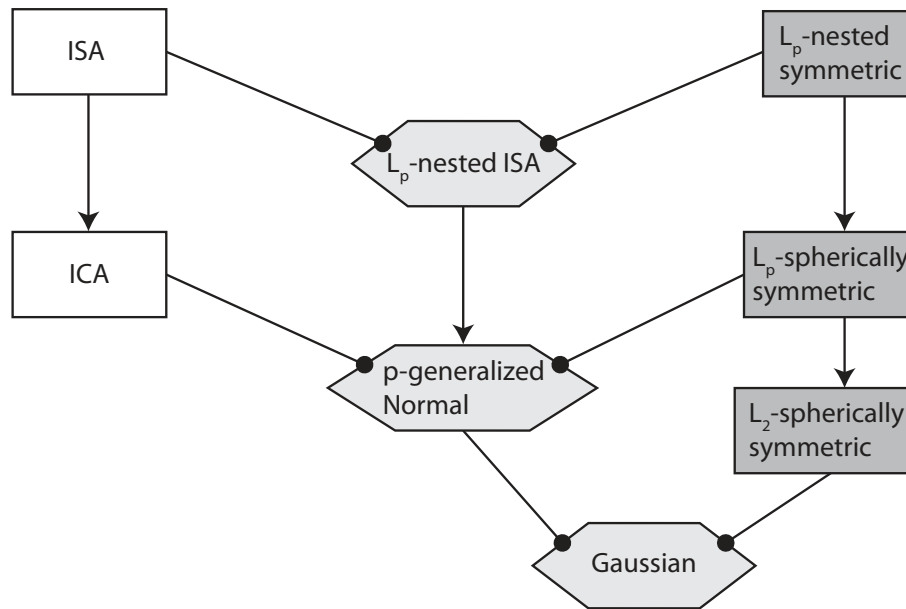 ISA
Lp-nested
symmetric
Lp-nested ISA
ICA
Lp-spherically
symmetric
p-generalized
Normal
L2-spherically
symmetric
Gaussian